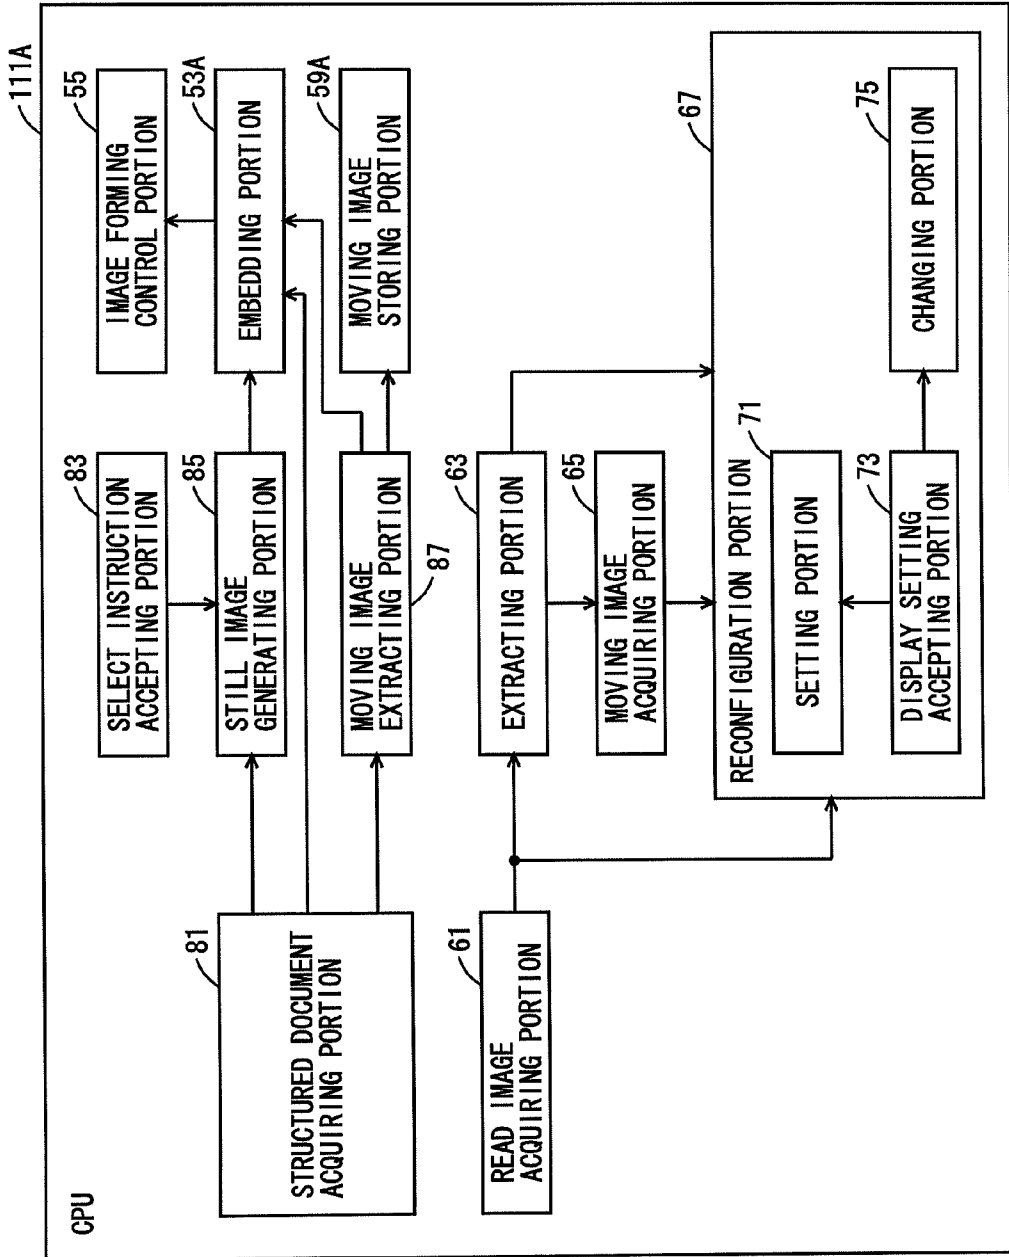 111A
CPU
83
SELECT INSTRUCTION
ACCEPTING PORTION
55
IMAGE FORMING
CONTROL PORTION
81
STRUCTURED DOCUMENT
ACQUIRING PORTION
85
STILL IMAGE
GENERATING PORTION
53A
EMBEDDING PORTION
MOVING IMAGE
EXTRACTING PORTION
87
59A
MOVING IMAGE
STORING PORTION
61
READ IMAGE
ACQUIRING PORTION
63
EXTRACTING PORTION
65
MOVING IMAGE
ACQUIRING PORTION
67
RECONFIGURATION PORTION
71
SETTING PORTION
73
DISPLAY SETTING
ACCEPTING PORTION
75
CHANGING PORTION